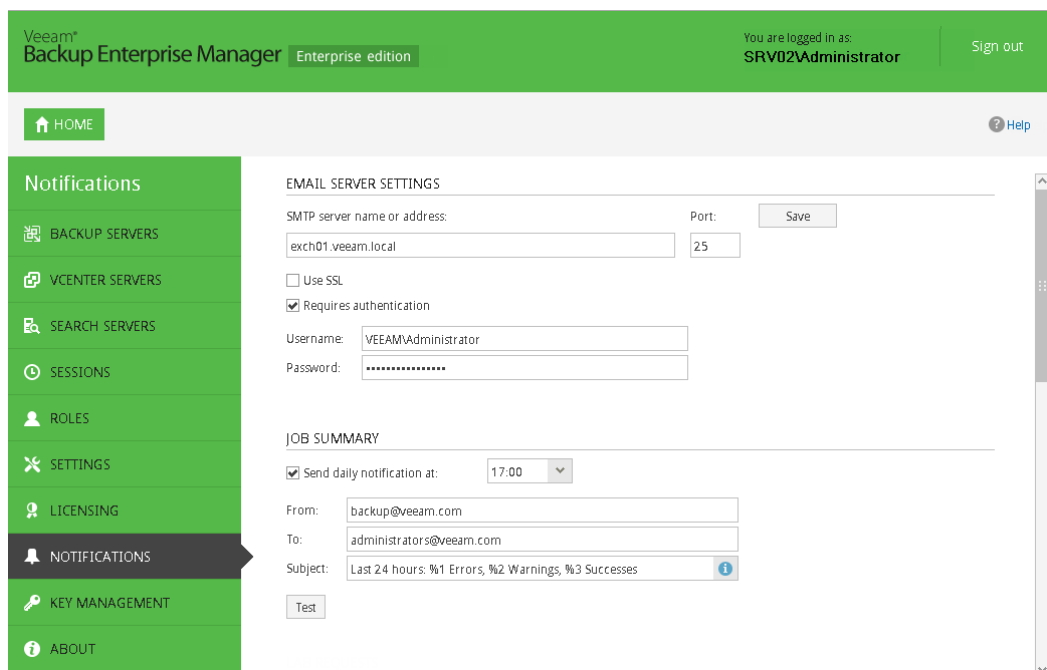 Veeam®
Backup Enterprise Manager Enterprise edition
You are logged in as:
SRV02\Administrator
Sign out
HOME
Help
Notifications
BACKUP SERVERS
VCENTER SERVERS
SEARCH SERVERS
SESSIONS
ROLES
SETTINGS
LICENSING
NOTIFICATIONS
KEY MANAGEMENT
ABOUT
EMAIL SERVER SETTINGS
SMTP server name or address: Port: Save
exch01.veeam.local 25
Use SSL
Requires authentication
Username: VEEAM\Administrator
Password: ••••••••••••••••
JOB SUMMARY
Send daily notification at: 17:00
From: backup@veeam.com
To: administrators@veeam.com
Subject: Last 24 hours: %1 Errors, %2 Warnings, %3 Successes
Test